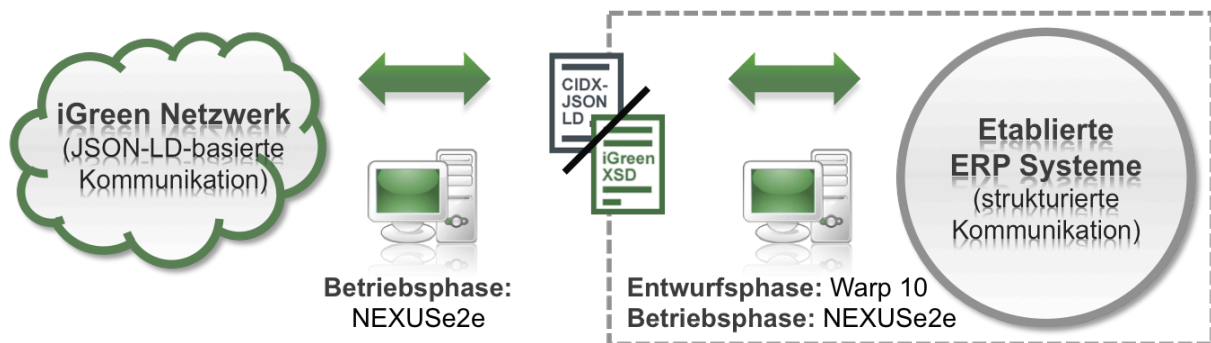 iGreen Netzwerk
(JSON-LD-basierte
Kommunikation)
Betriebsphase:
NEXUSe2e
CIDX-
JSON
LD
iGreen
XSD
Entwurfsphase: Warp 10
Betriebsphase: NEXUSe2e
Etablierte
ERP Systeme
(strukturierte
Kommunikation)